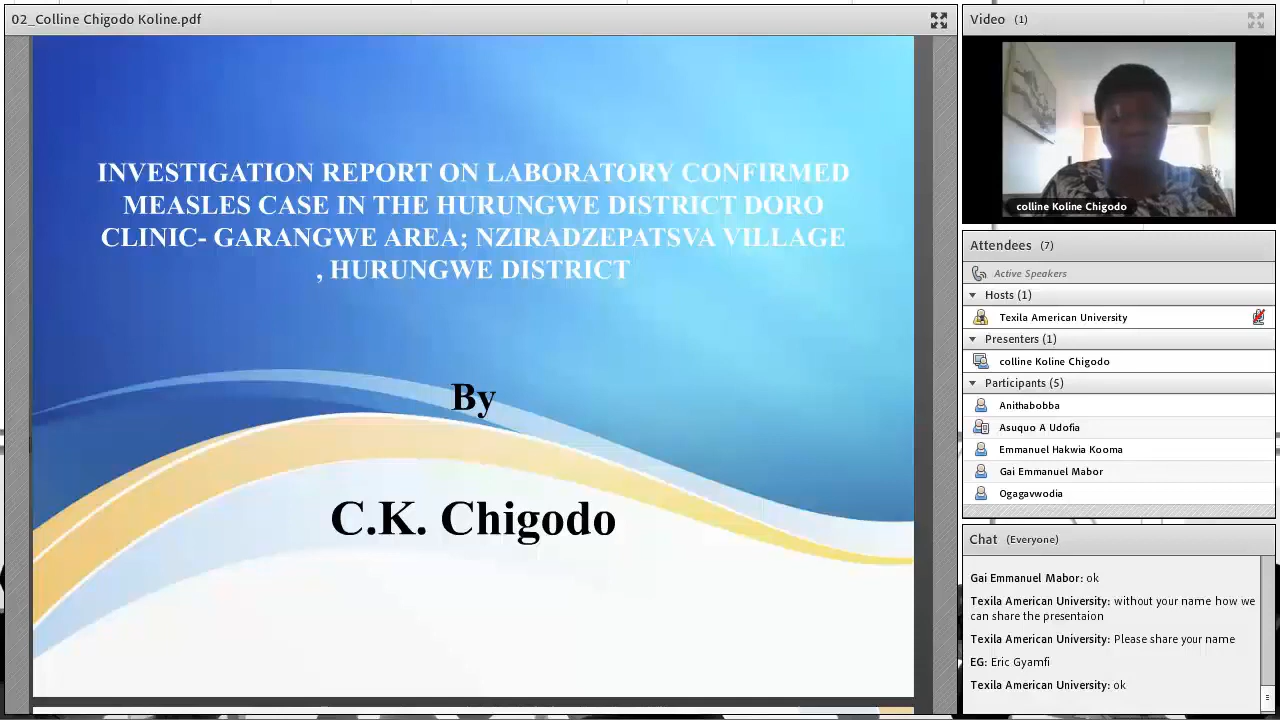 02_Colline Chigodo Koline.pdf
INVESTIGATION REPORT ON LABORATORY CONFIRMED
MEASLES CASE IN THE HURUNGWE DISTRICT DORO
CLINIC- GARANGWE AREA; NZIRADZEPATSVA VILLAGE
, HURUNGWE DISTRICT
By
C.K. Chigodo
Video (1)
colline Koline Chigodo
Attendees (7)
Active Speakers
Hosts (1)
Texila American University
Presenters (1)
colline Koline Chigodo
Participants (5)
Anithabobba
Asuquo A Udofia
Emmanuel Hakwia Kooma
Gai Emmanuel Mabor
Ogagavwodia
Chat (Everyone)
Gai Emmanuel Mabor: ok
Texila American University: without your name how we
can share the presentaion
Texila American University: Please share your name
EG: Eric Gyamfi
Texila American University: ok